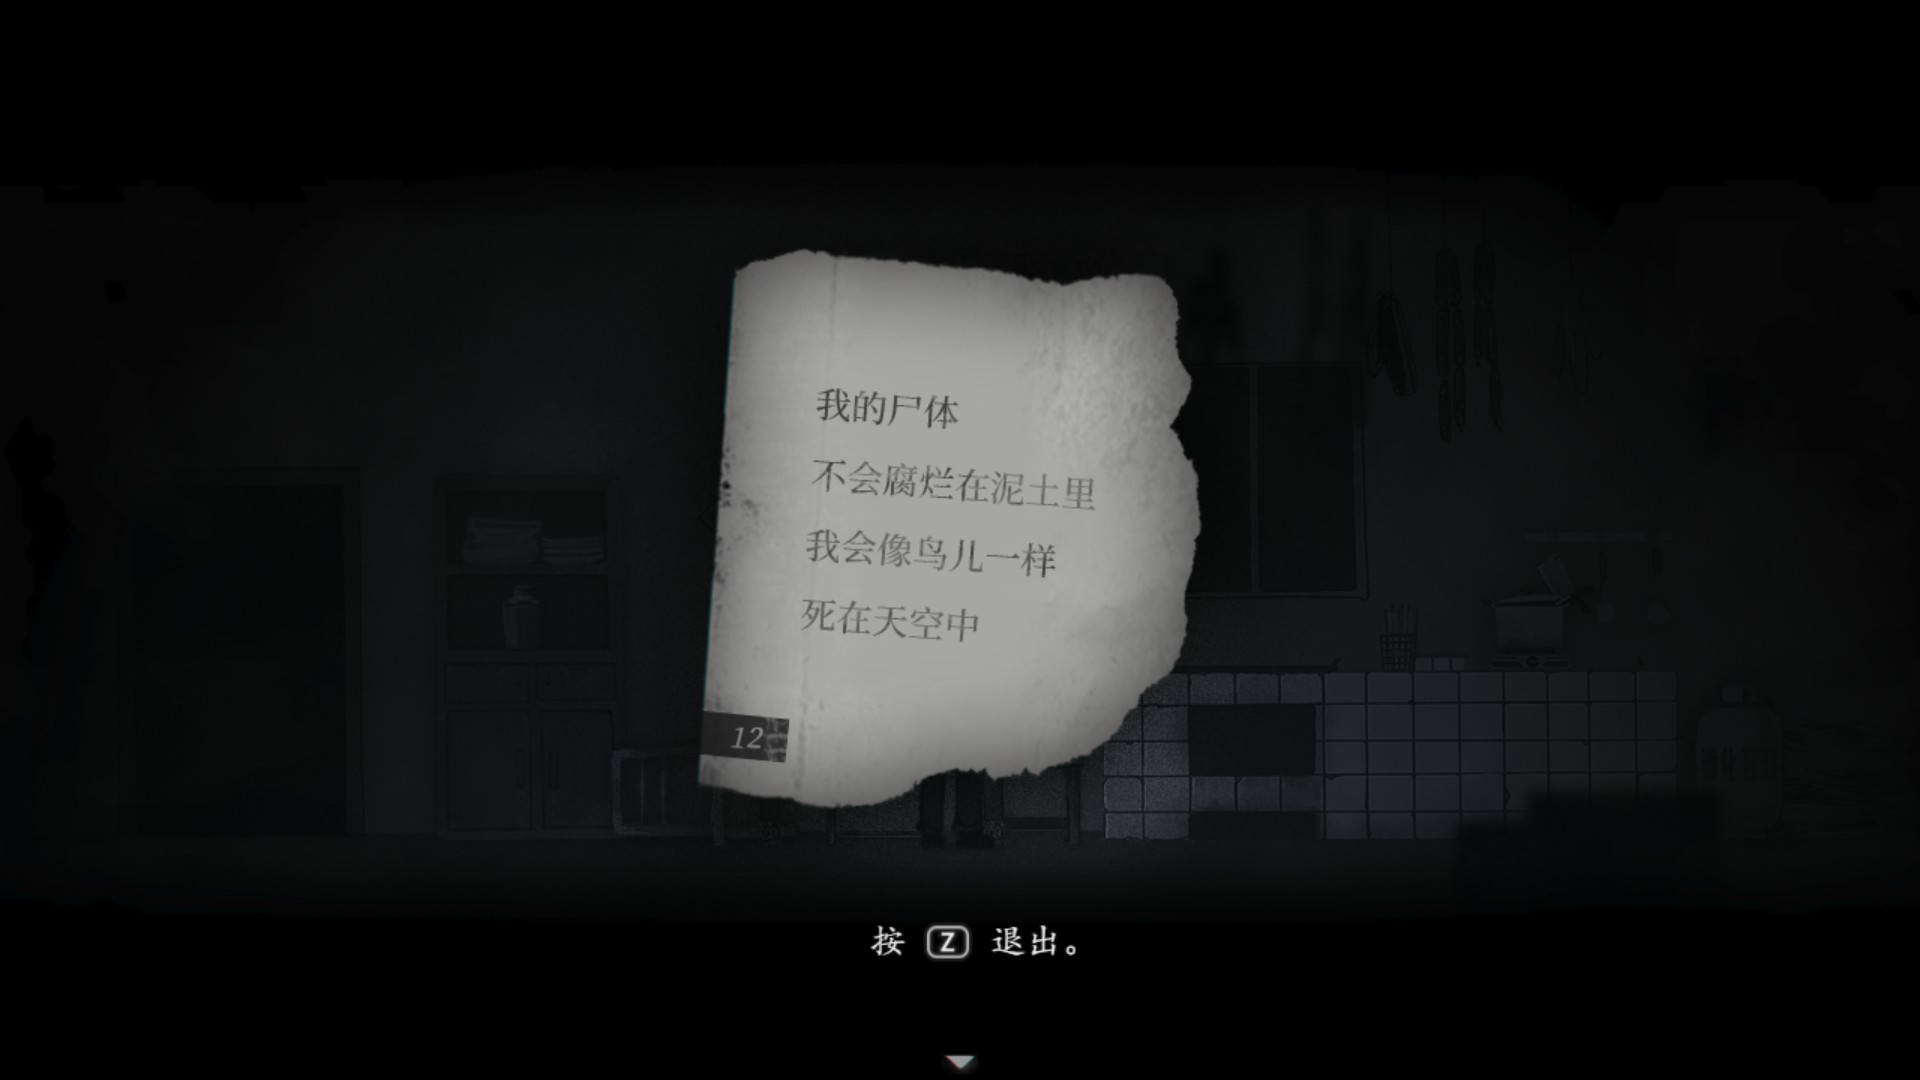 我的尸体
不会腐烂在泥土里
我会像鸟儿一样
死在天空中
12
按 Z 退出。